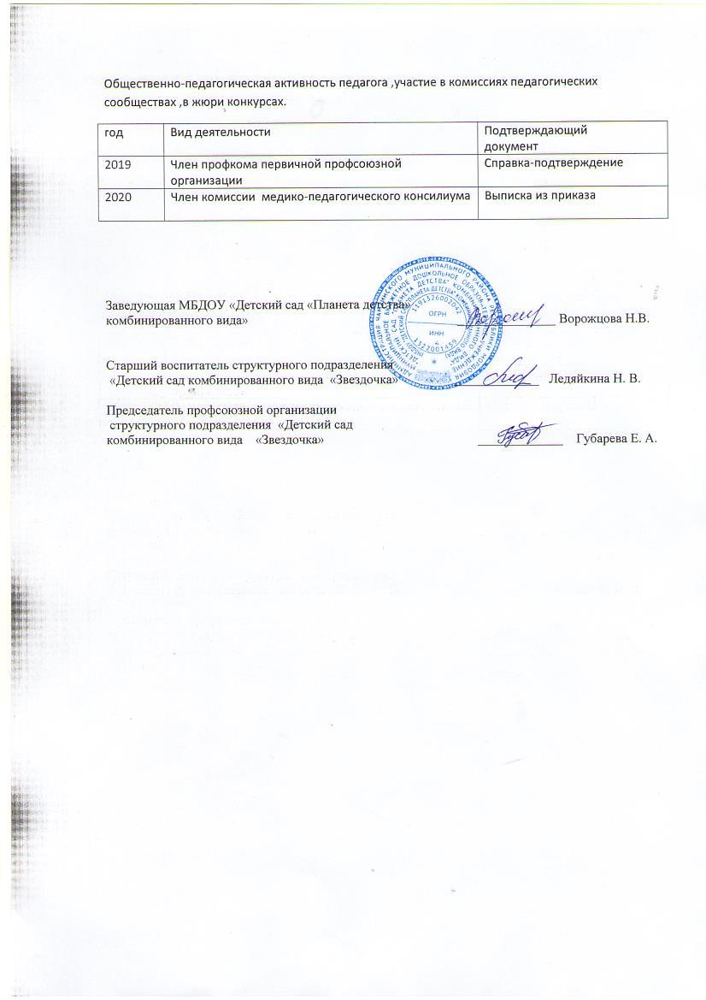 Общественно-педагогическая активность педагога ,участие в комиссиях педагогических
сообществах ,в жюри конкурсах.
год Вид деятельности Подтверждающий документ
2019 Член профкома первичной профсоюзной организации Справка-подтверждение
2020 Член комиссии медико-педагогического консилиума Выписка из приказа
Заведующая МБДОУ «Детский сад «Планета детства»
комбинированного вида» Ворожцова Н.В.
Старший воспитатель структурного подразделения
«Детский сад комбинированного вида «Звездочка» Ледяйкина Н. В.
Председатель профсоюзной организации
структурного подразделения «Детский сад
комбинированного вида «Звездочка» Губарева Е. А.
ОГРН
1191326002042
ИНН
1322001459